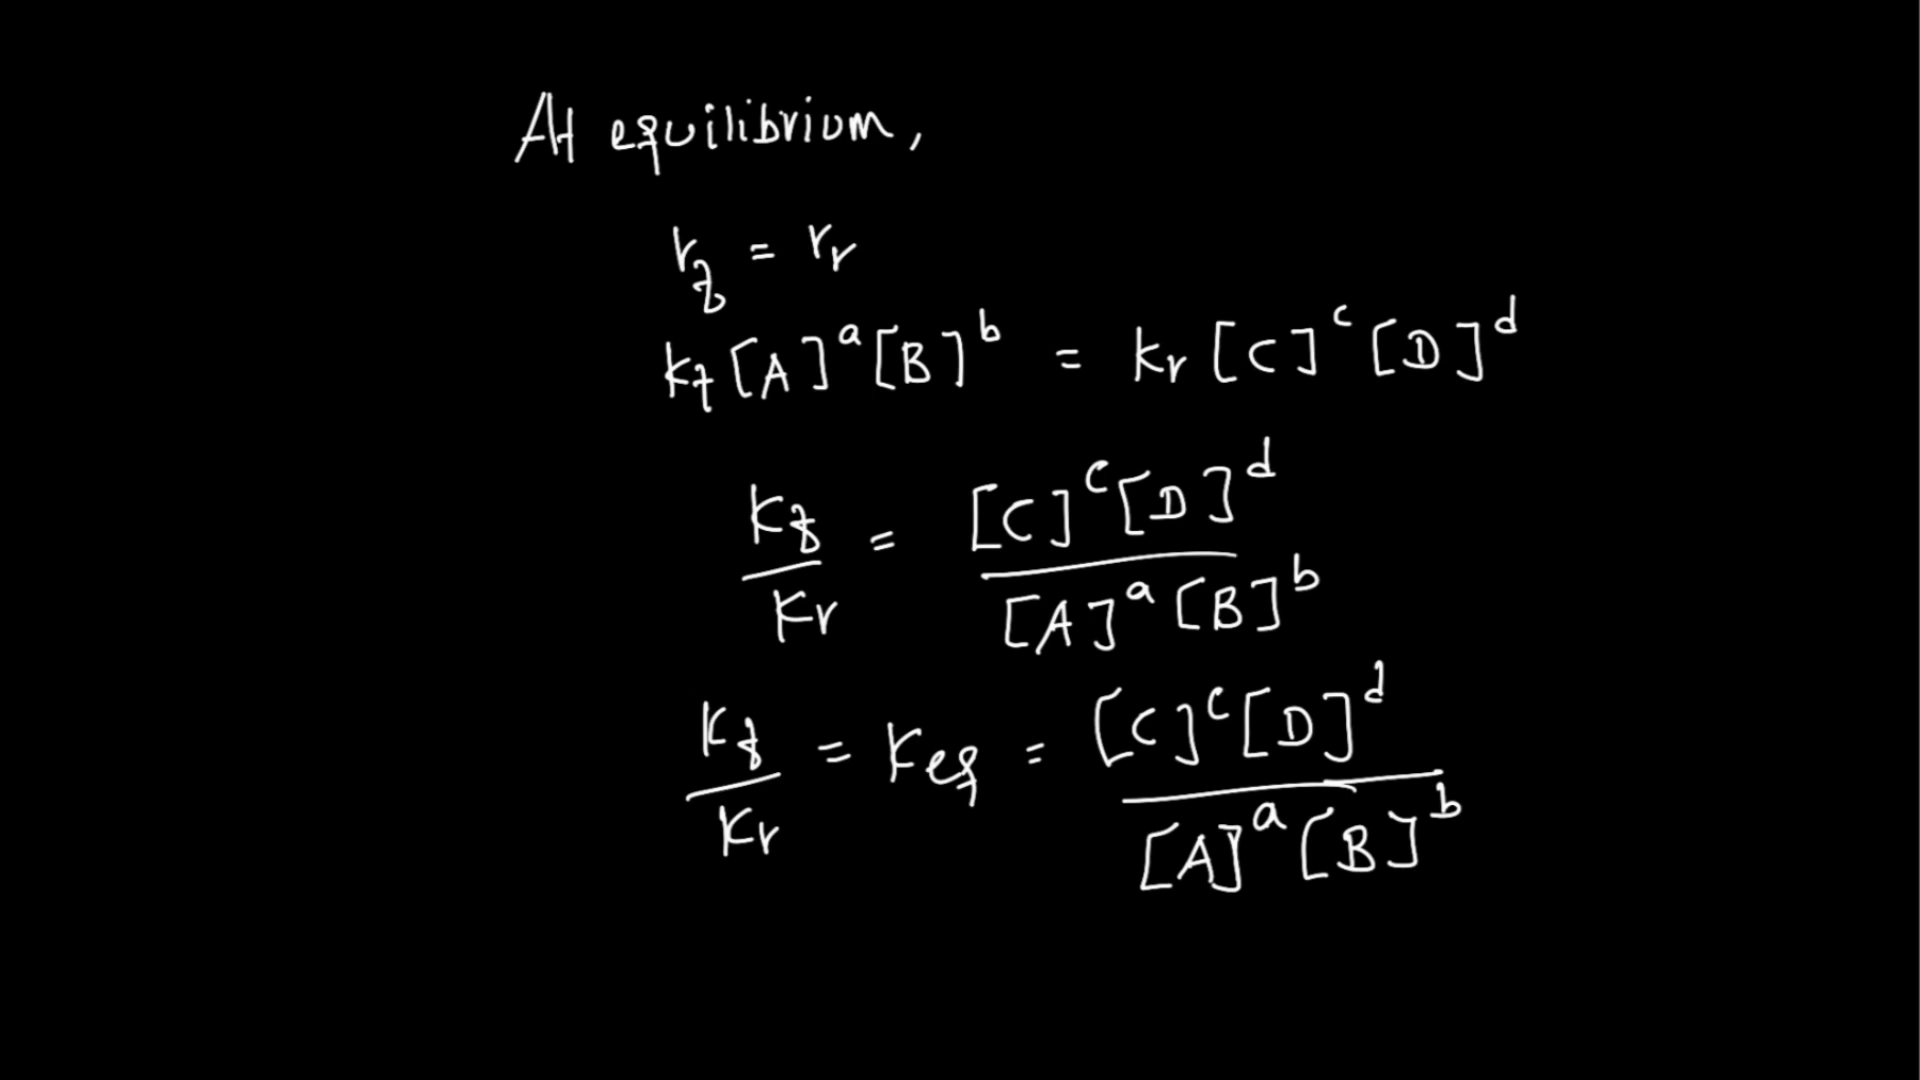 At equilibrium,
r_f = r_r
k_f [A]^a [B]^b = k_r [C]^c [D]^d
K_f / K_r = [C]^c [D]^d / [A]^a [B]^b
K_f / K_r = K_eq = [C]^c [D]^d / [A]^a [B]^b